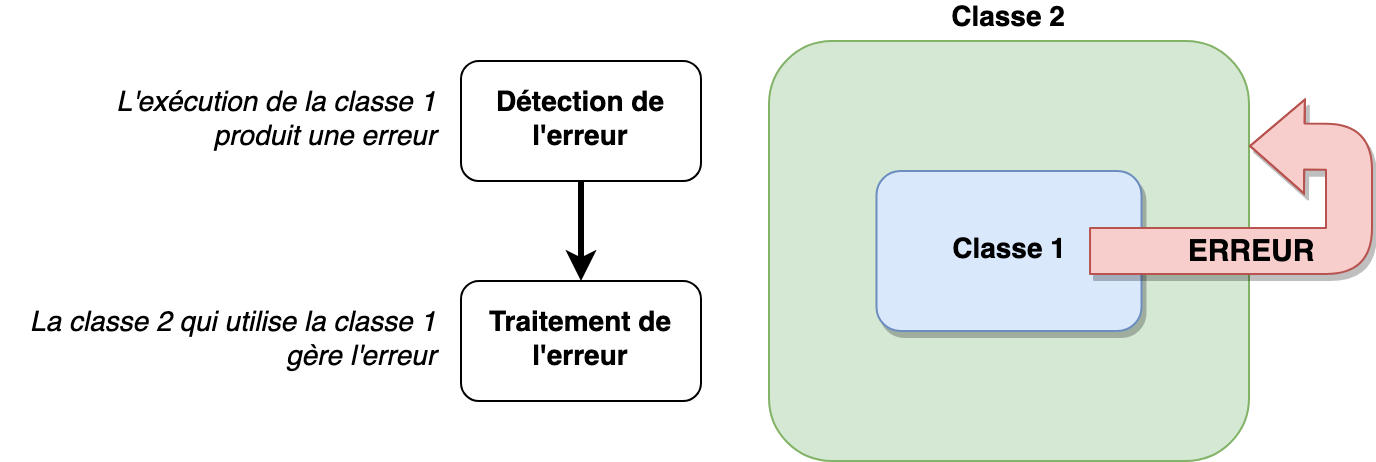 Classe 2
L'exécution de la classe 1
produit une erreur
Détection de
l'erreur
Classe 1
ERREUR
La classe 2 qui utilise la classe 1
gère l'erreur
Traitement de
l'erreur